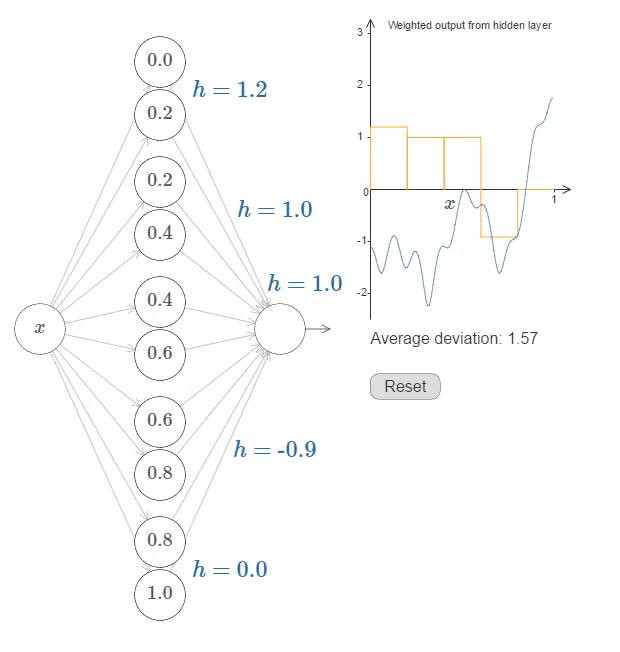 0.0
h = 1.2
0.2
0.2
h = 1.0
0.4
h = 1.0
0.4
x
0.6
0.6
h = -0.9
0.8
0.8
h = 0.0
1.0
Weighted output from hidden layer
3
2
1
0
-1
-2
x
1
Average deviation: 1.57
Reset